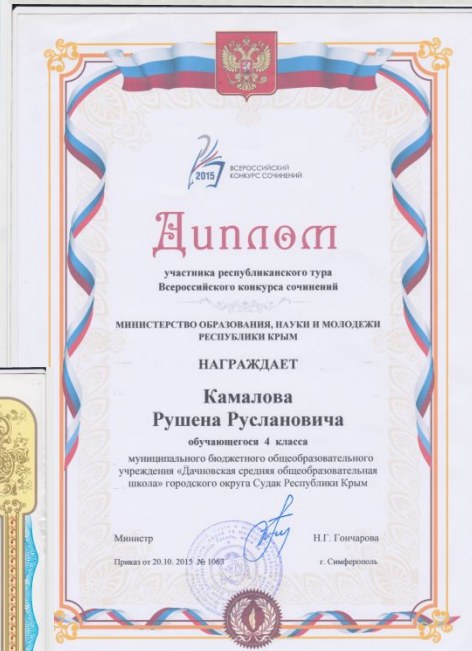 2015
ВСЕРОССИЙСКИЙ
КОНКУРС СОЧИНЕНИЙ
Диплом
участника республиканского тура
Всероссийского конкурса сочинений
МИНИСТЕРСТВО ОБРАЗОВАНИЯ, НАУКИ И МОЛОДЕЖИ
РЕСПУБЛИКИ КРЫМ
НАГРАЖДАЕТ
Камалова
Рушена Руслановича
обучающегося 4 класса
муниципального бюджетного общеобразовательного
учреждения «Дачновская средняя общеобразовательная
школа» городского округа Судак Республики Крым
Министр
Н.Г. Гончарова
Приказ от 20.10. 2015 № 1063
г. Симферополь